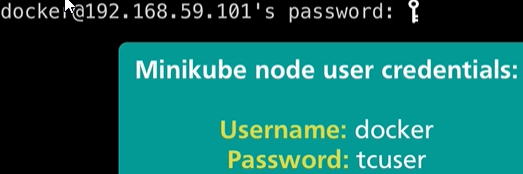 docker@192.168.59.101's password:
Minikube node user credentials:
Username: docker
Password: tcuser